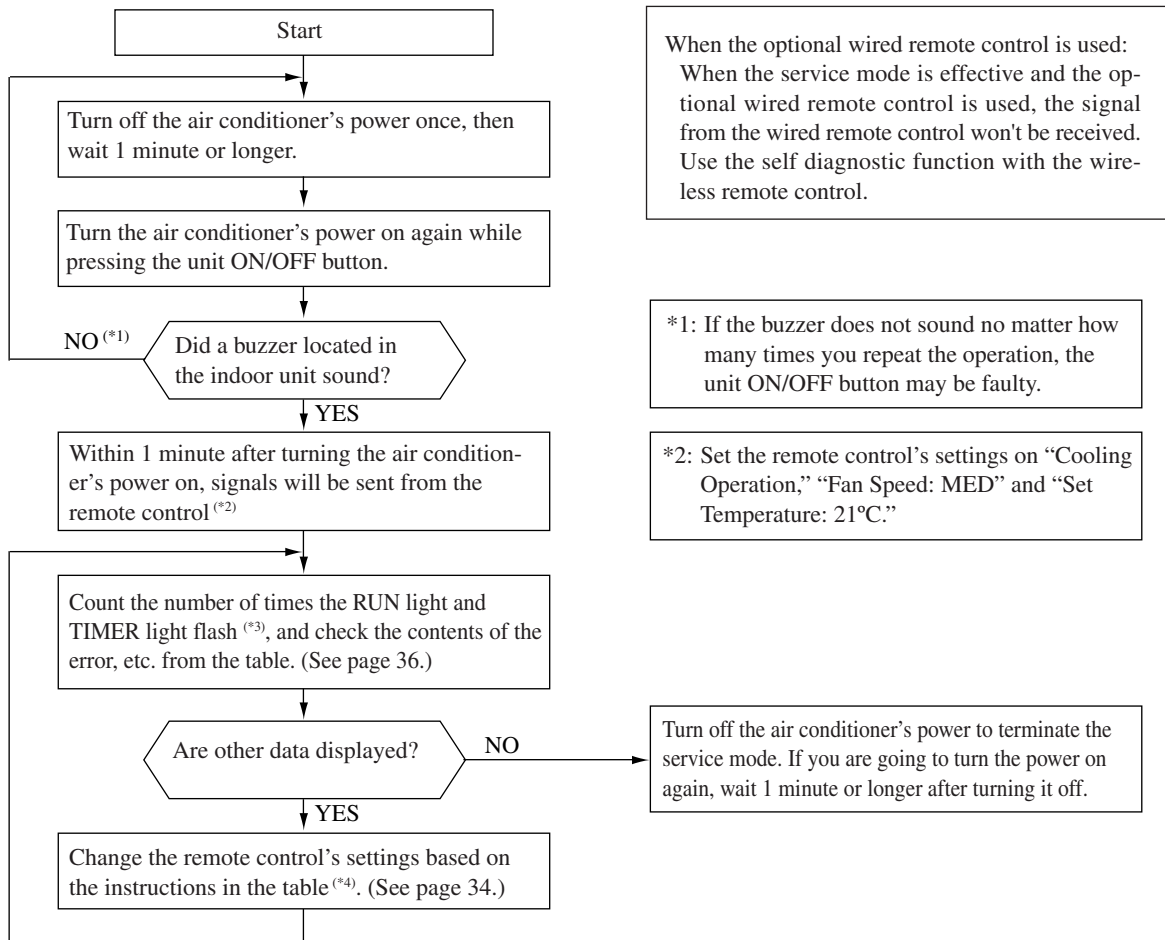 Start
Turn off the air conditioner's power once, then
wait 1 minute or longer.
Turn the air conditioner's power on again while
pressing the unit ON/OFF button.
NO (*1)
Did a buzzer located in
the indoor unit sound?
YES
Within 1 minute after turning the air condition-
er's power on, signals will be sent from the
remote control (*2)
Count the number of times the RUN light and
TIMER light flash (*3), and check the contents of the
error, etc. from the table. (See page 36.)
Are other data displayed?
NO
YES
Change the remote control's settings based on
the instructions in the table (*4). (See page 34.)
When the optional wired remote control is used:
When the service mode is effective and the op-
tional wired remote control is used, the signal
from the wired remote control won't be received.
Use the self diagnostic function with the wire-
less remote control.
*1: If the buzzer does not sound no matter how
many times you repeat the operation, the
unit ON/OFF button may be faulty.
*2: Set the remote control's settings on “Cooling
Operation,” “Fan Speed: MED” and “Set
Temperature: 21ºC.”
Turn off the air conditioner's power to terminate the
service mode. If you are going to turn the power on
again, wait 1 minute or longer after turning it off.